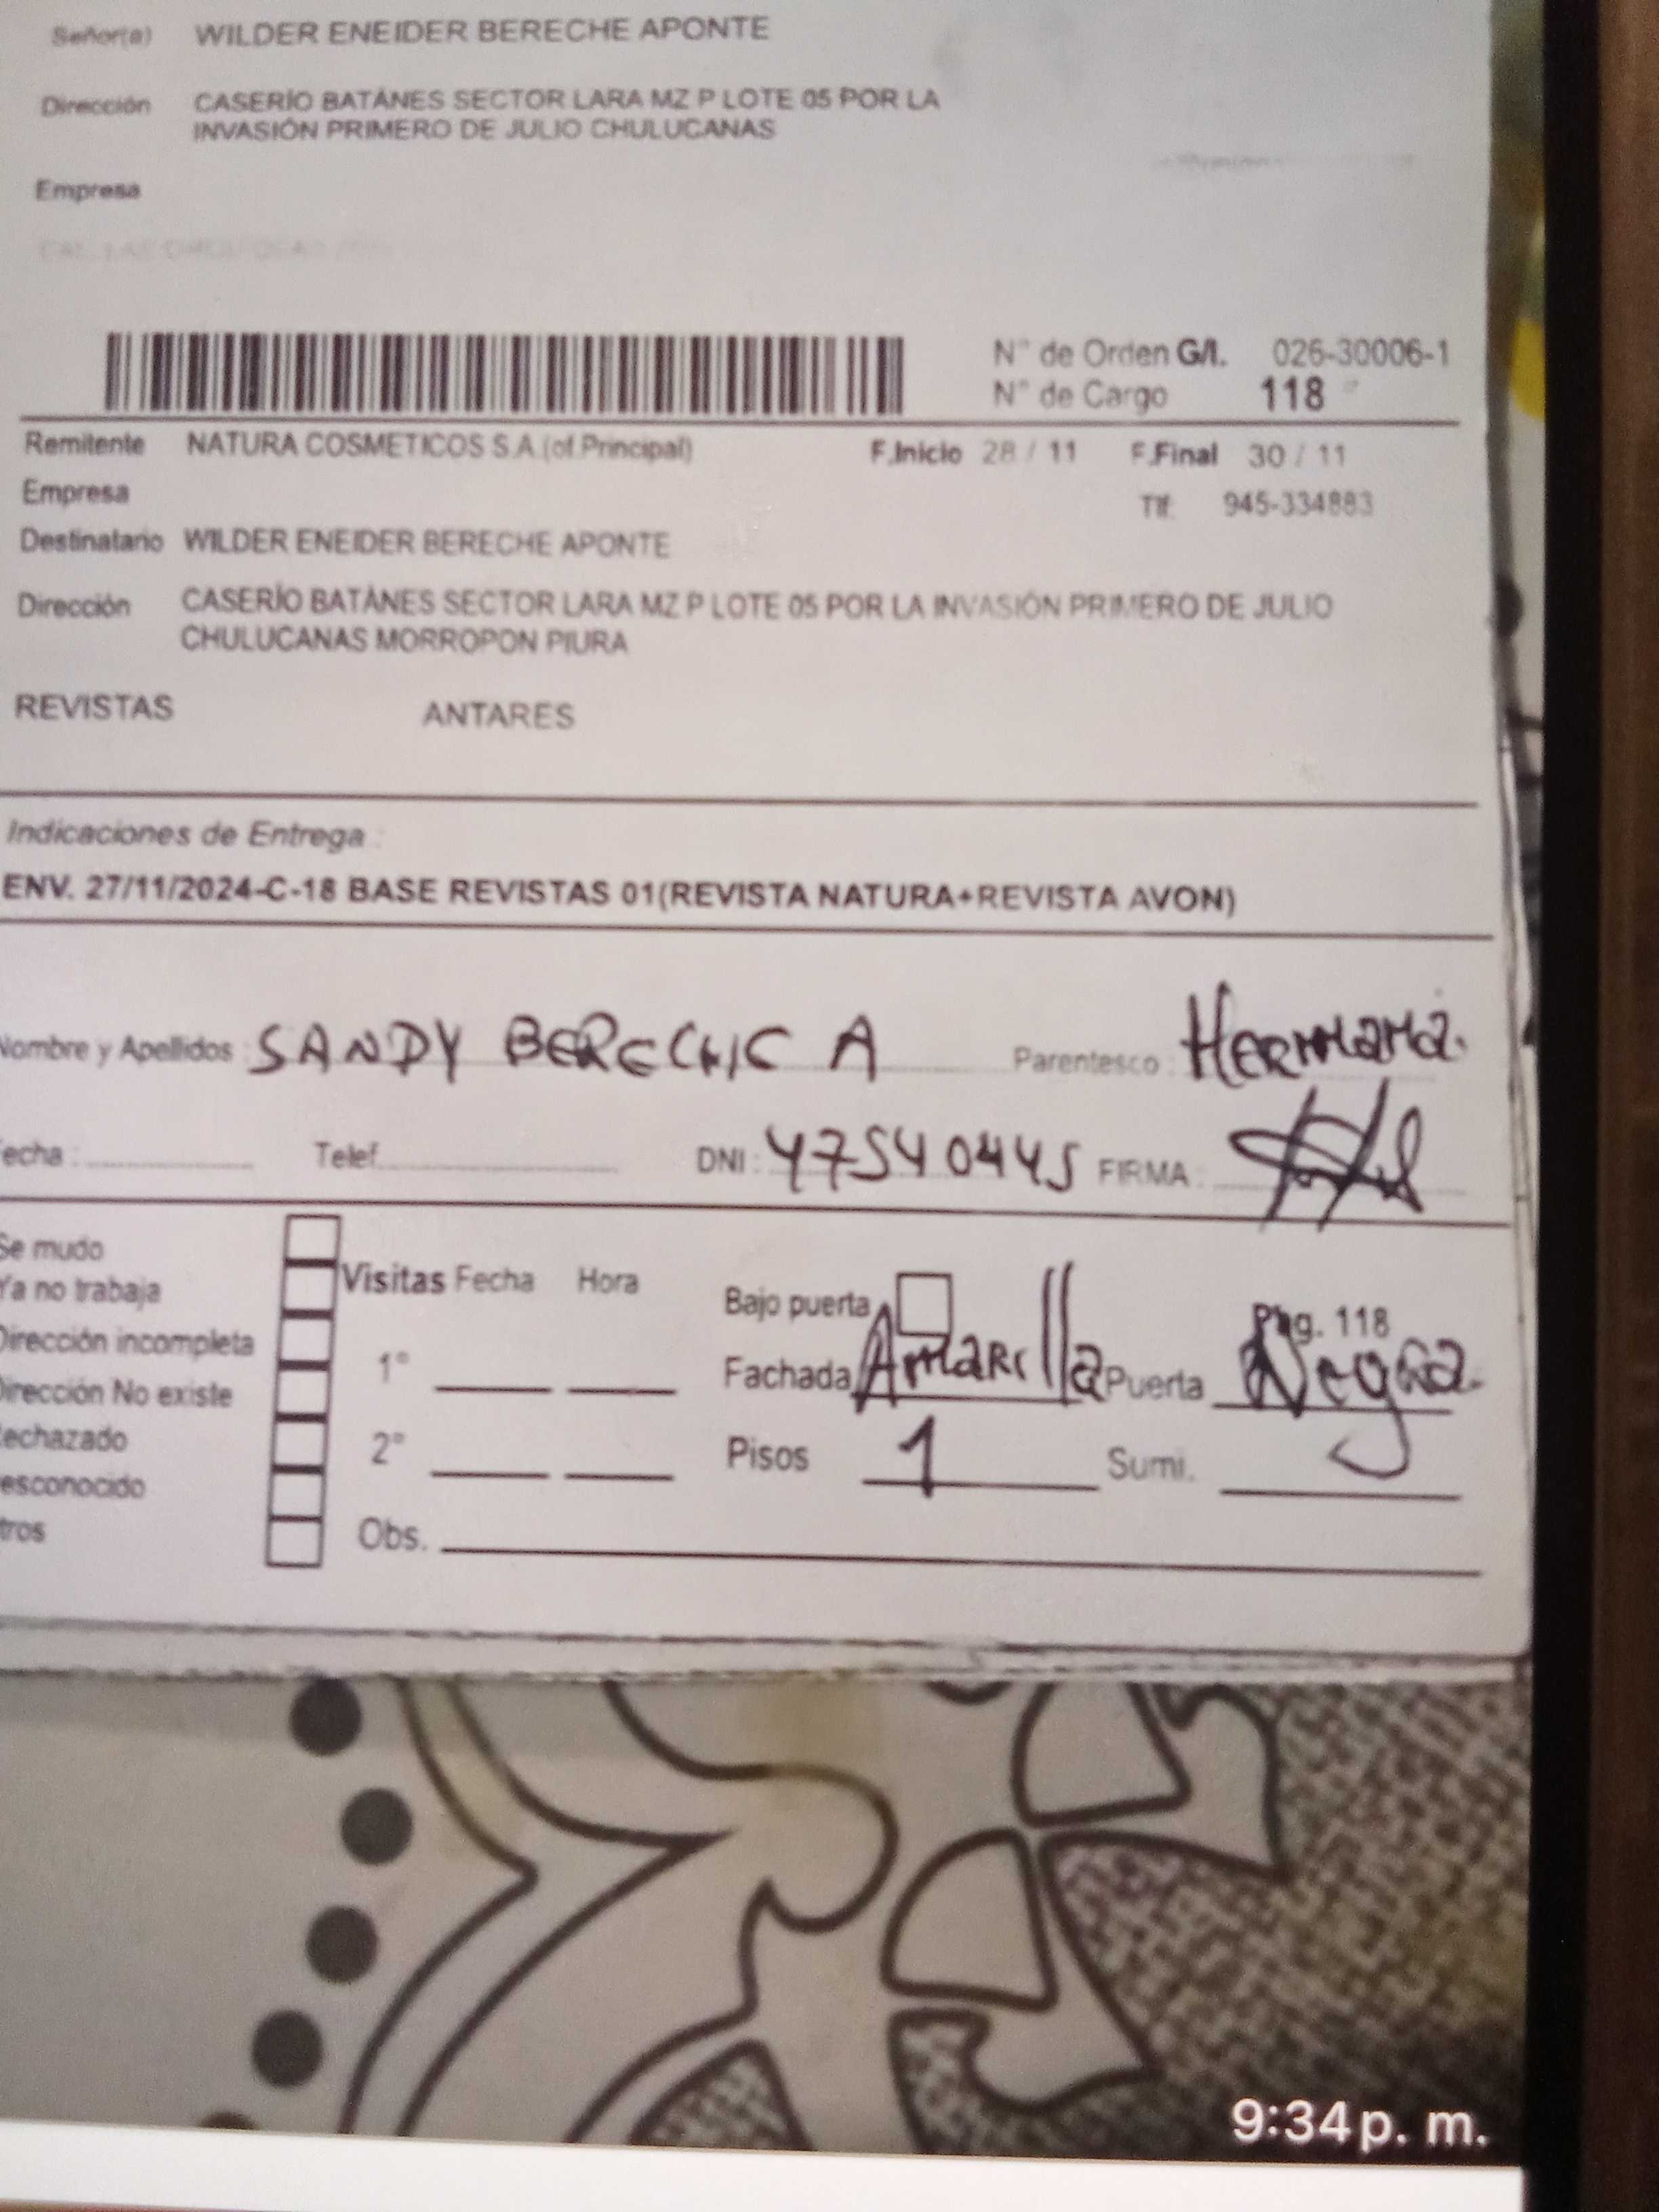 Señor(a) WILDER ENEIDER BERECHE APONTE
Dirección CASERÍO BATÁNES SECTOR LARA MZ P LOTE 05 POR LA
INVASIÓN PRIMERO DE JULIO CHULUCANAS
Empresa
N° de Orden G/I. 026-30006-1
N° de Cargo 118
Remitente NATURA COSMETICOS S.A.(of.Principal) F.Inicio 28 / 11 F.Final 30 / 11
Empresa Tlf. 945-334883
Destinatario WILDER ENEIDER BERECHE APONTE
Dirección CASERÍO BATÁNES SECTOR LARA MZ P LOTE 05 POR LA INVASIÓN PRIMERO DE JULIO
CHULUCANAS MORROPON PIURA
REVISTAS ANTARES
Indicaciones de Entrega :
ENV. 27/11/2024-C-18 BASE REVISTAS 01(REVISTA NATURA+REVISTA AVON)
Nombre y Apellidos : SANDY BERECHE A Parentesco : HERMANA.
echa : Telef. DNI : 47540445 FIRMA :
Se mudo
Visitas Fecha Hora
Ya no trabaja
Bajo puerta Pag. 118
Dirección incompleta
1° Fachada Amarilla Puerta Negra.
Dirección No existe
echazado
2° Pisos 1 Sumi.
esconocido
tros
Obs.
9:34 p. m.